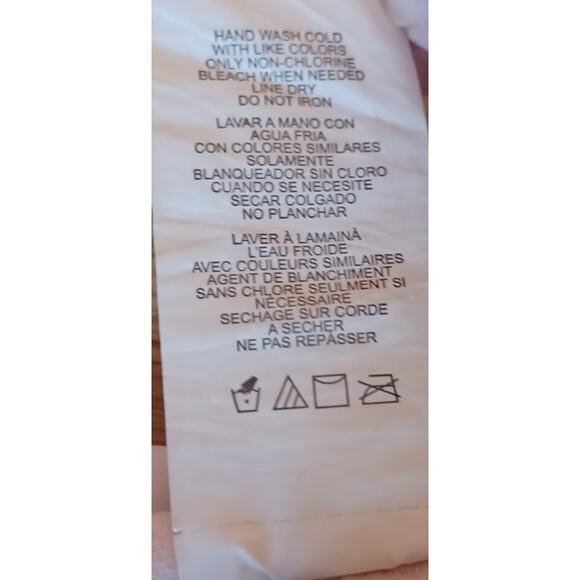 HAND WASH COLD
WITH LIKE COLORS
ONLY NON-CHLORINE
BLEACH WHEN NEEDED
LINE DRY
DO NOT IRON
LAVAR A MANO CON
AGUA FRIA
CON COLORES SIMILARES
SOLAMENTE
BLANQUEADOR SIN CLORO
CUANDO SE NECESITE
SECAR COLGADO
NO PLANCHAR
LAVER À LAMAINÀ
L'EAU FROIDE
AVEC COULEURS SIMILAIRES
AGENT DE BLANCHIMENT
SANS CHLORE SEULMENT SI
NÉCESSAIRE
SECHAGE SUR CORDE
A SECHER
NE PAS REPASSER